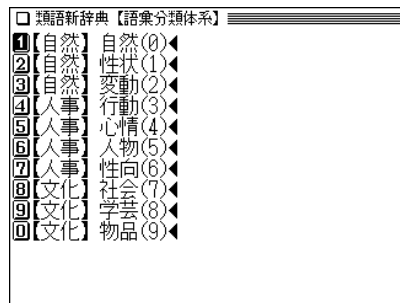 類語新辞典【語彙分類体系】
1【自然】 自然(0)◀
2【自然】 性状(1)◀
3【自然】 変動(2)◀
4【人事】 行動(3)◀
5【人事】 心情(4)◀
6【人事】 人物(5)◀
7【人事】 性向(6)◀
8【文化】 社会(7)◀
9【文化】 学芸(8)◀
0【文化】 物品(9)◀